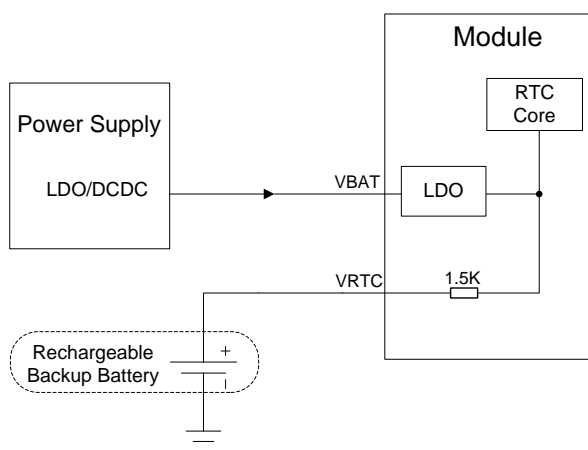 Module
RTC
Core
Power Supply
LDO/DCDC
VBAT
LDO
VRTC
1.5K
Rechargeable
Backup Battery
+